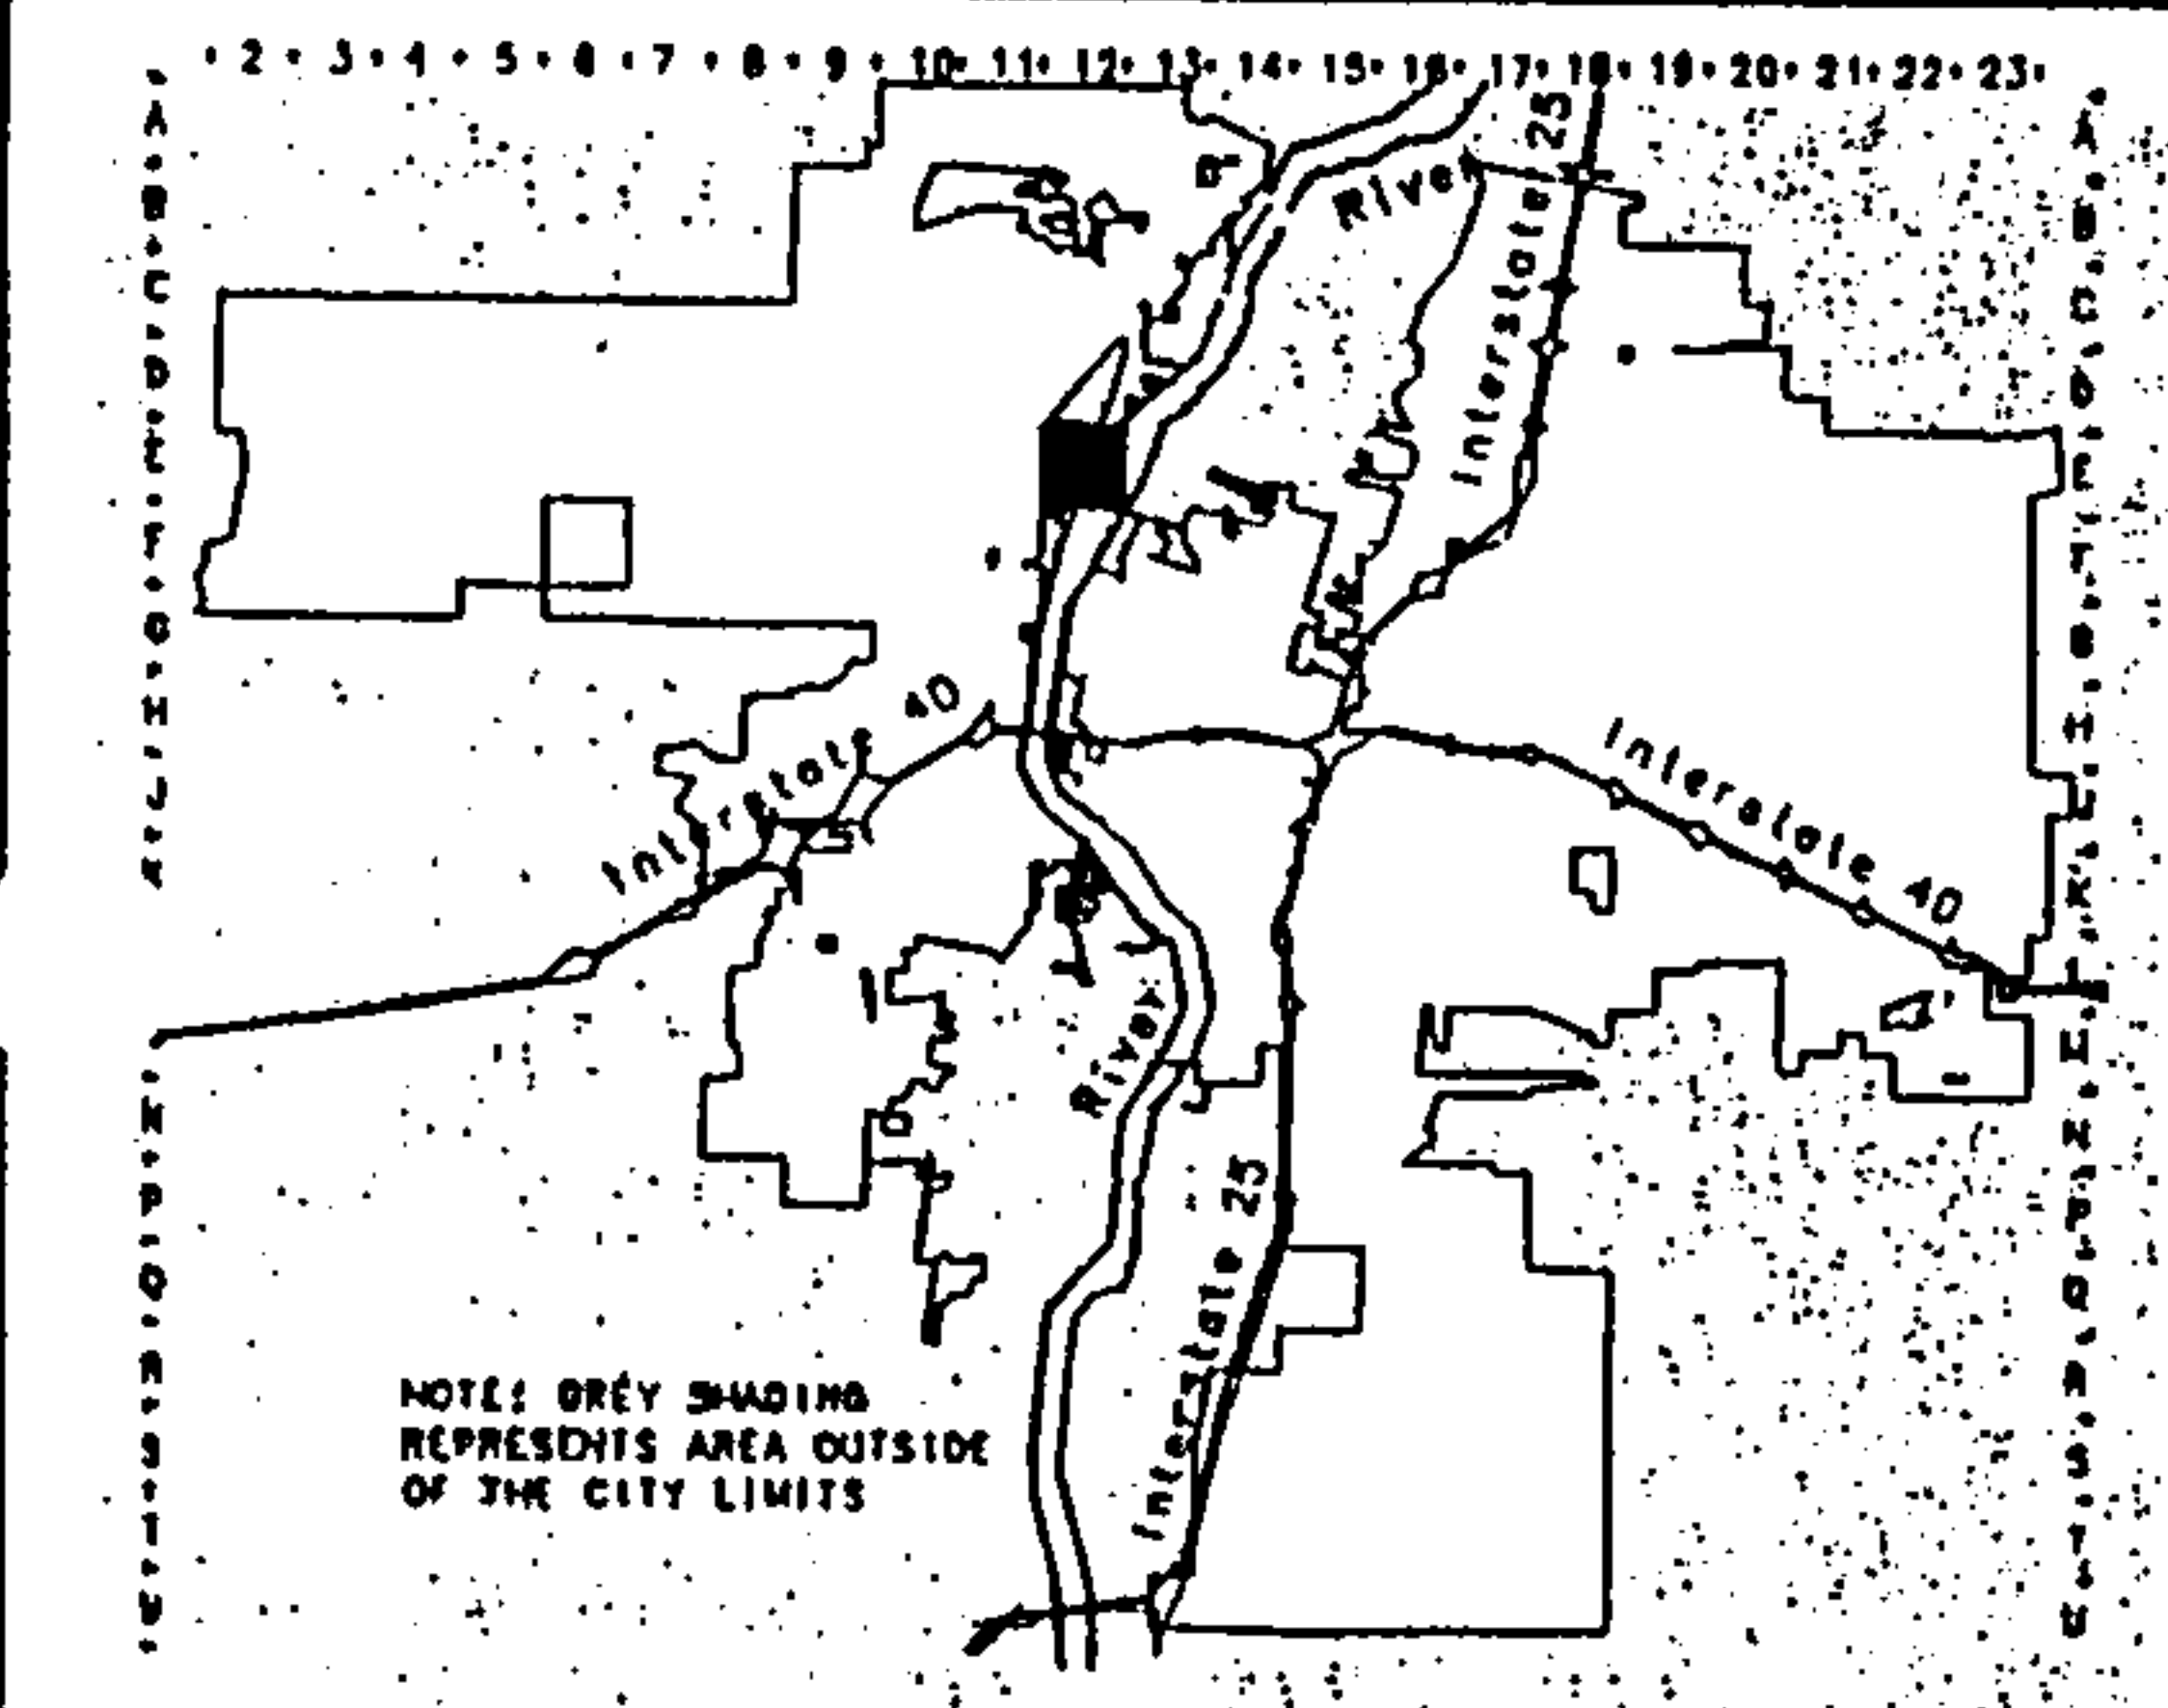 2 3 4 5 6 7 8 9 10 11 12 13 14 15 16 17 18 19 20 21 22 23
A
B
C
D
E
F
G
H
J
K
N
P
Q
R
S
T
U
A
B
C
D
E
F
G
H
J
K
L
M
N
P
Q
R
S
T
U
River
Interstate 25
Interstate 40
Interstate 40
River
Interstate 25
NOTE: GREY SHADING
REPRESENTS AREA OUTSIDE
OF THE CITY LIMITS